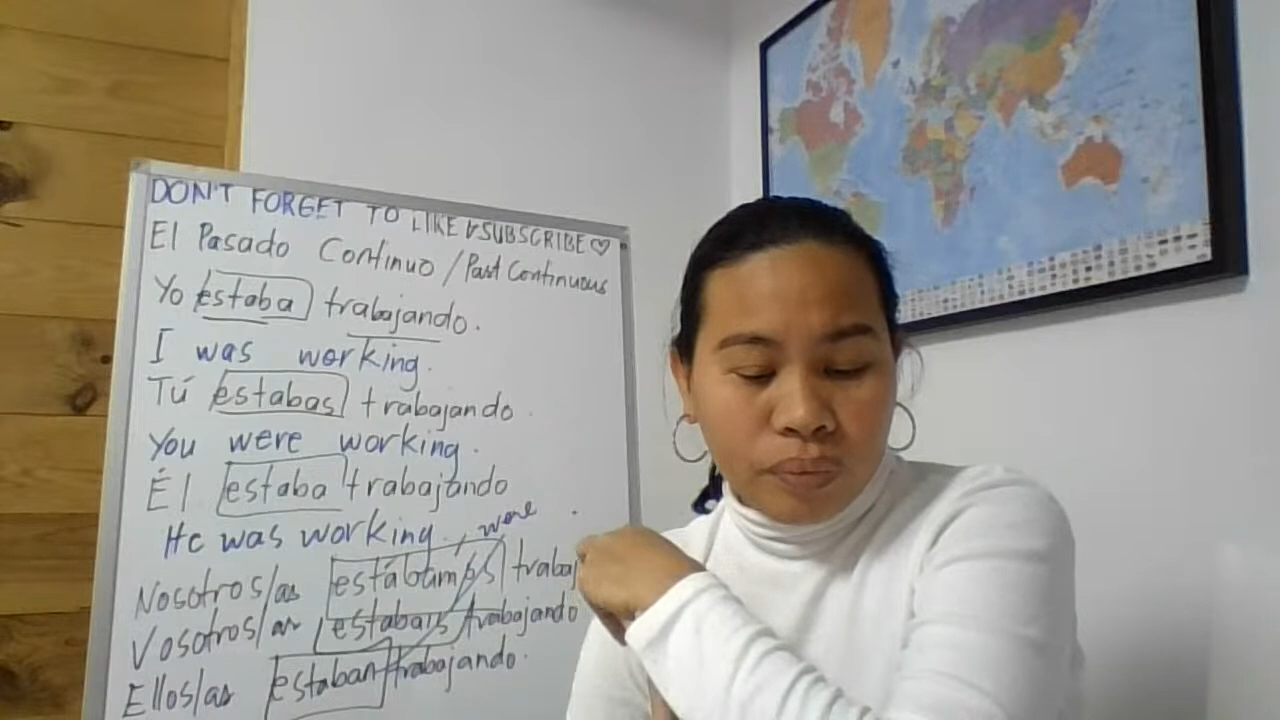 DON'T FORGET TO LIKE & SUBSCRIBE ♡
El Pasado Continuo / Past Continuous
Yo estaba trabajando.
I was working.
Tú estabas trabajando.
You were working.
Él estaba trabajando
He was working. , were
Nosotros/as estábamos trabaj
Vosotros/as estabais trabajando
Ellos/as estaban trabajando.